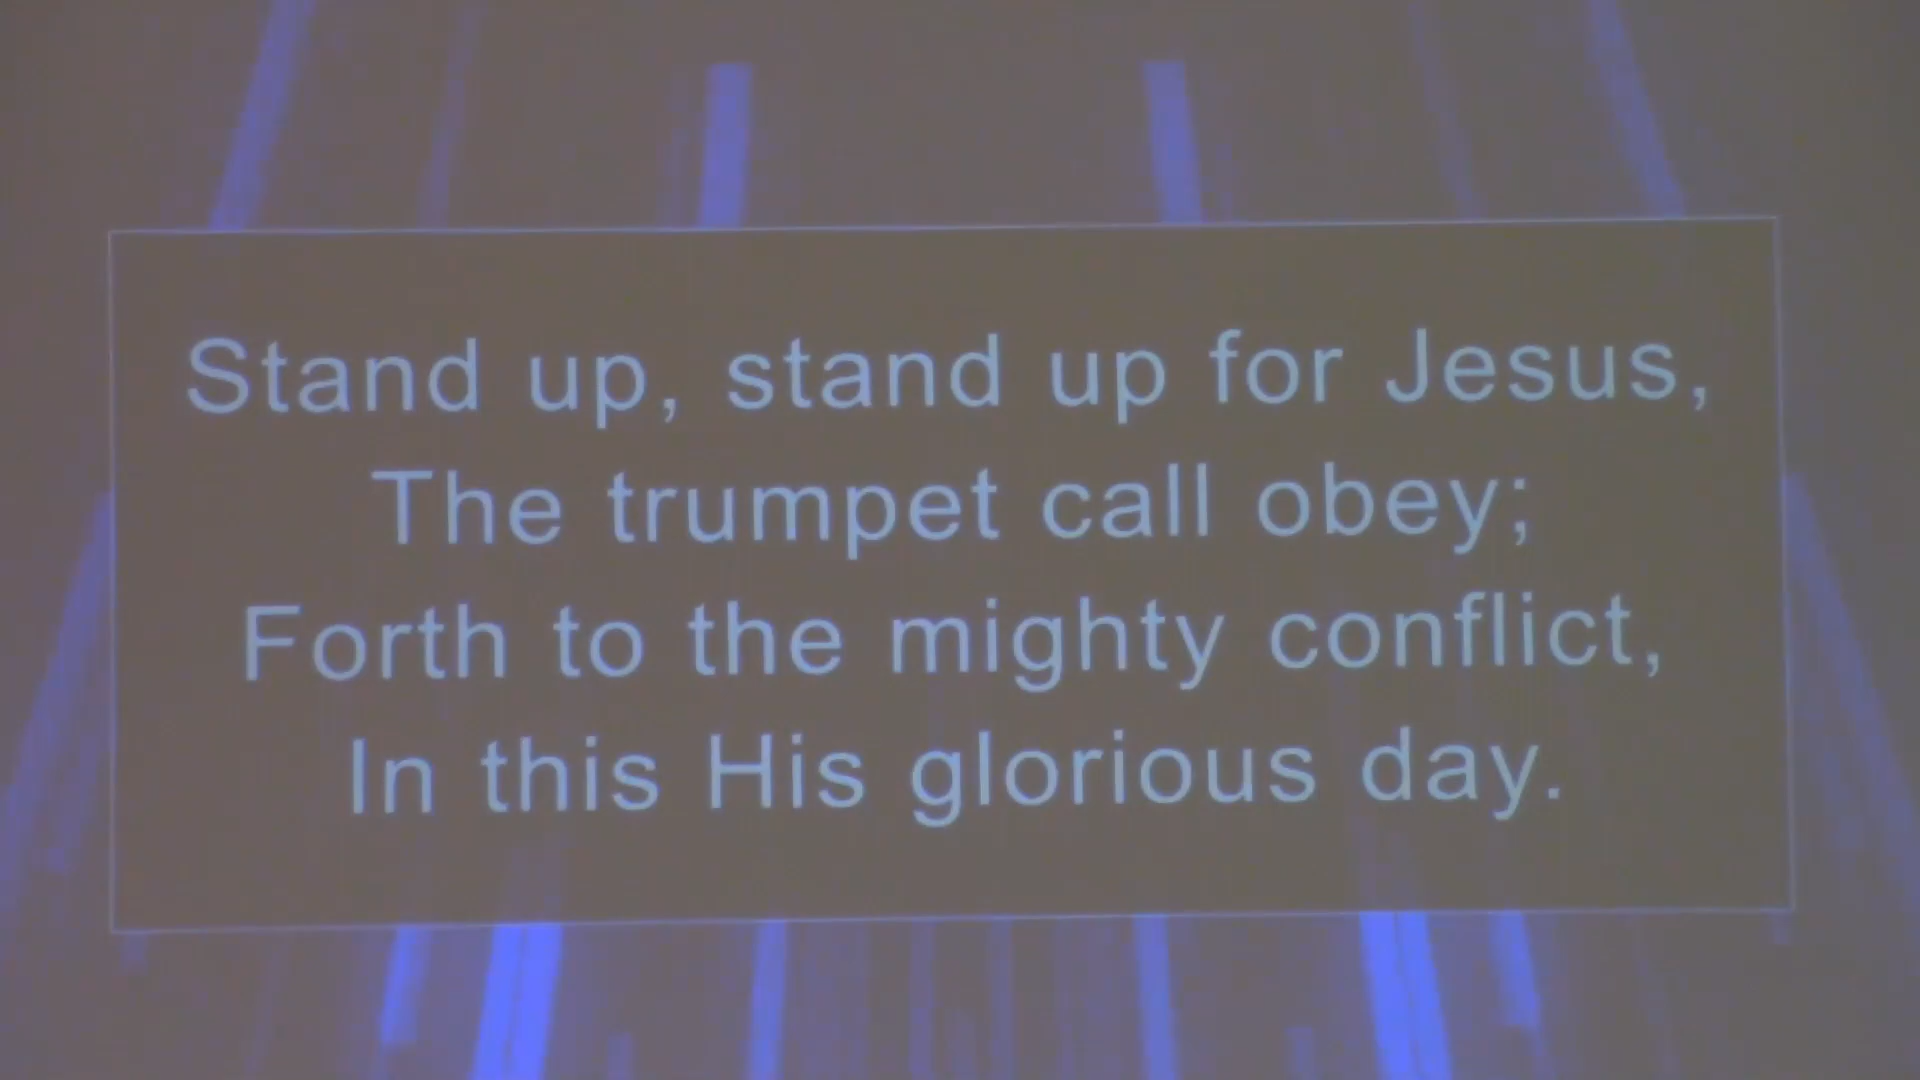 Stand up, stand up for Jesus,
The trumpet call obey;
Forth to the mighty conflict,
In this His glorious day.